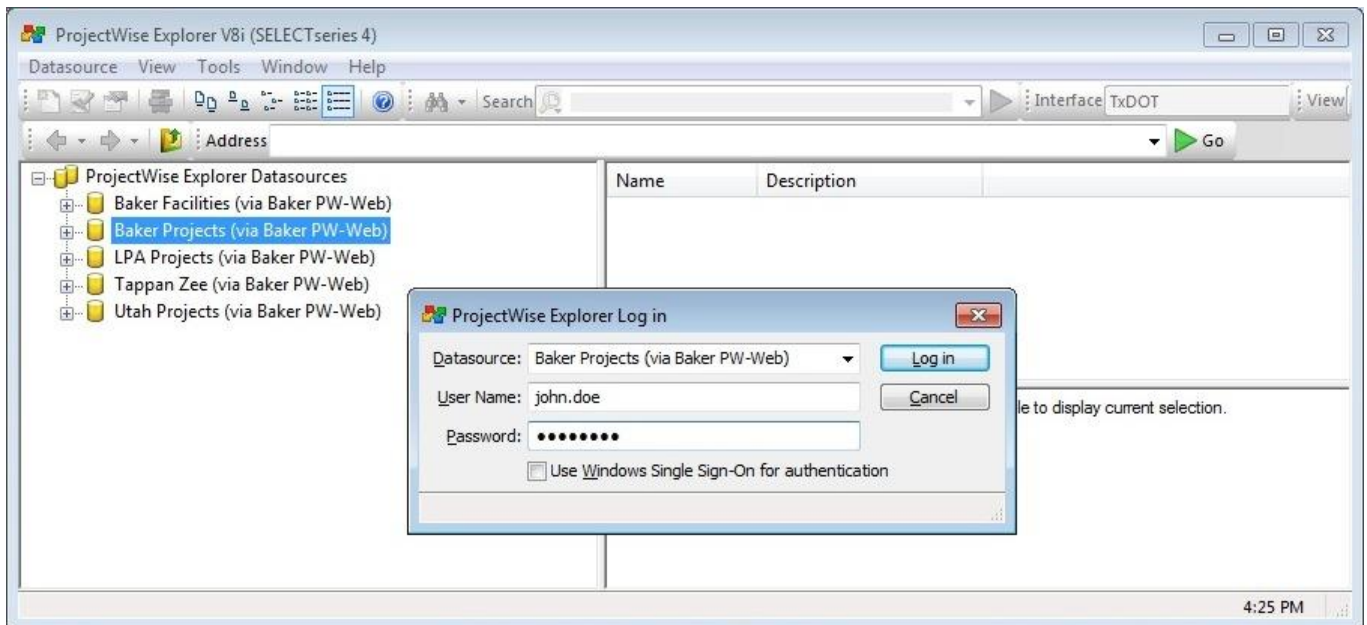 ProjectWise Explorer V8i (SELECTseries 4)
Datasource View Tools Window Help
Search Interface TxDOT View
Address Go
ProjectWise Explorer Datasources
Baker Facilities (via Baker PW-Web)
Baker Projects (via Baker PW-Web)
LPA Projects (via Baker PW-Web)
Tappan Zee (via Baker PW-Web)
Utah Projects (via Baker PW-Web)
Name Description
ProjectWise Explorer Log in
Datasource: Baker Projects (via Baker PW-Web) Log in
User Name: john.doe Cancel
Password: ●●●●●●●●
Use Windows Single Sign-On for authentication
le to display current selection.
4:25 PM